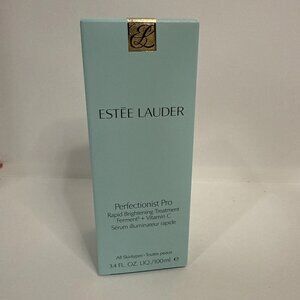 EL
ESTĒE LAUDER
Perfectionist Pro
Rapid Brightening Treatment
Ferment² + Vitamin C
Sérum illuminateur rapide
All Skintypes • Toutes peaux
3.4 FL. OZ. LIQ./100ml ℮